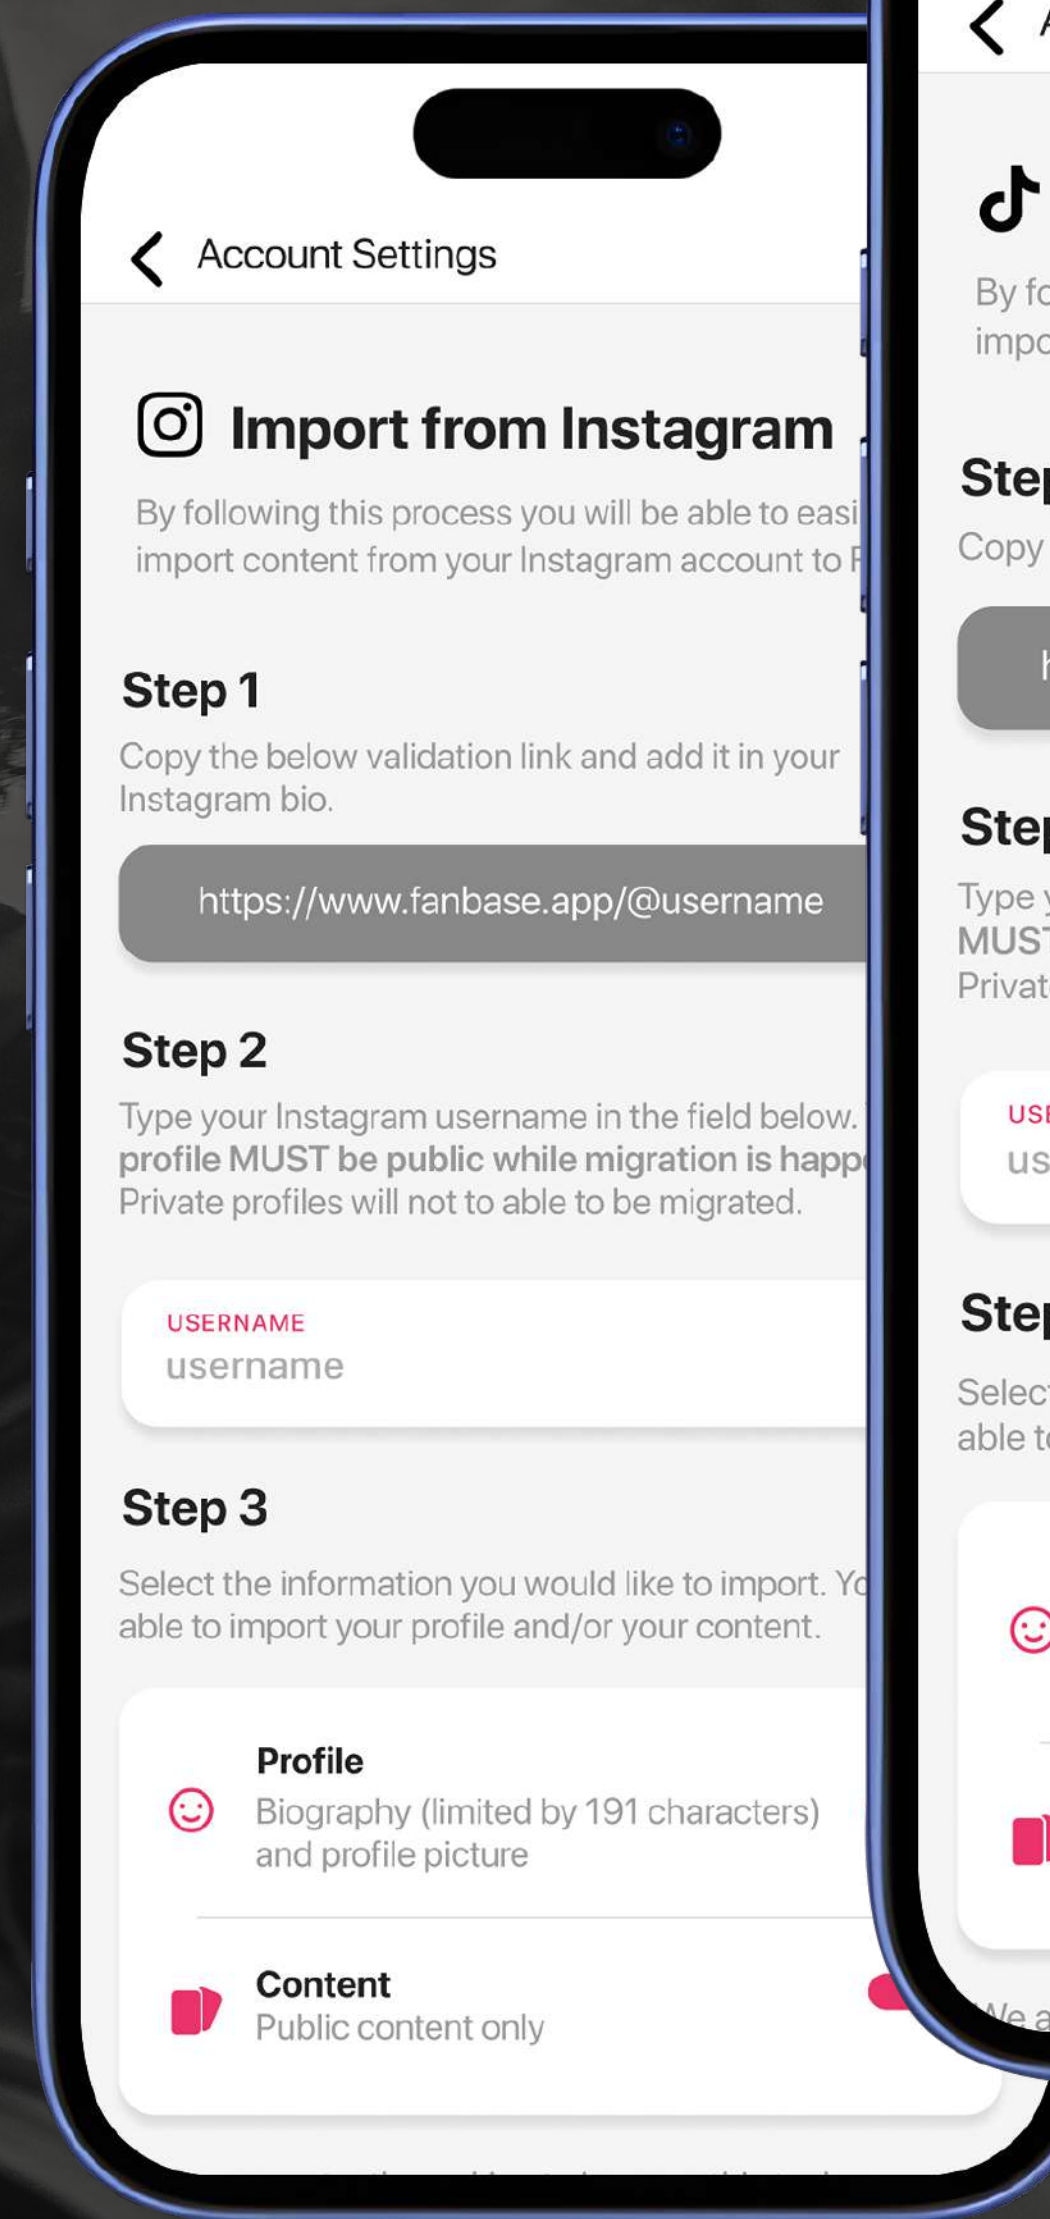 Account Settings
Import from Instagram
By following this process you will be able to easi
import content from your Instagram account to F
Step 1
Copy the below validation link and add it in your
Instagram bio.
https://www.fanbase.app/@username
Step 2
Type your Instagram username in the field below.
profile MUST be public while migration is happe
Private profiles will not to able to be migrated.
USERNAME
username
Step 3
Select the information you would like to import. Yo
able to import your profile and/or your content.
Profile
Biography (limited by 191 characters)
and profile picture
Content
Public content only
By fo
impo
Step
Copy
h
Step
Type y
MUST
Privat
USE
us
Step
Select
able to
We a